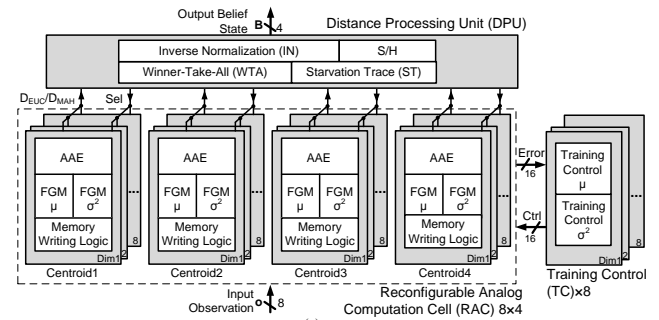 Output Belief
State B 4
Distance Processing Unit (DPU)
Inverse Normalization (IN) S/H
Winner-Take-All (WTA) Starvation Trace (ST)
D_EUC/D_MAH Sel
AAE AAE AAE AAE
FGM μ FGM σ² FGM μ FGM σ² FGM μ FGM σ² FGM μ FGM σ²
Memory Writing Logic Memory Writing Logic Memory Writing Logic Memory Writing Logic
Dim1 2 ... 8 Dim1 2 ... 8 Dim1 2 ... 8 Dim1 2 ... 8
Centroid1 Centroid2 Centroid3 Centroid4
Error
16
Ctrl
16
Training
Control
μ
Training
Control
σ²
Dim1 2 ... 8
Training Control
(TC)×8
Input
Observation o 8
Reconfigurable Analog
Computation Cell (RAC) 8×4